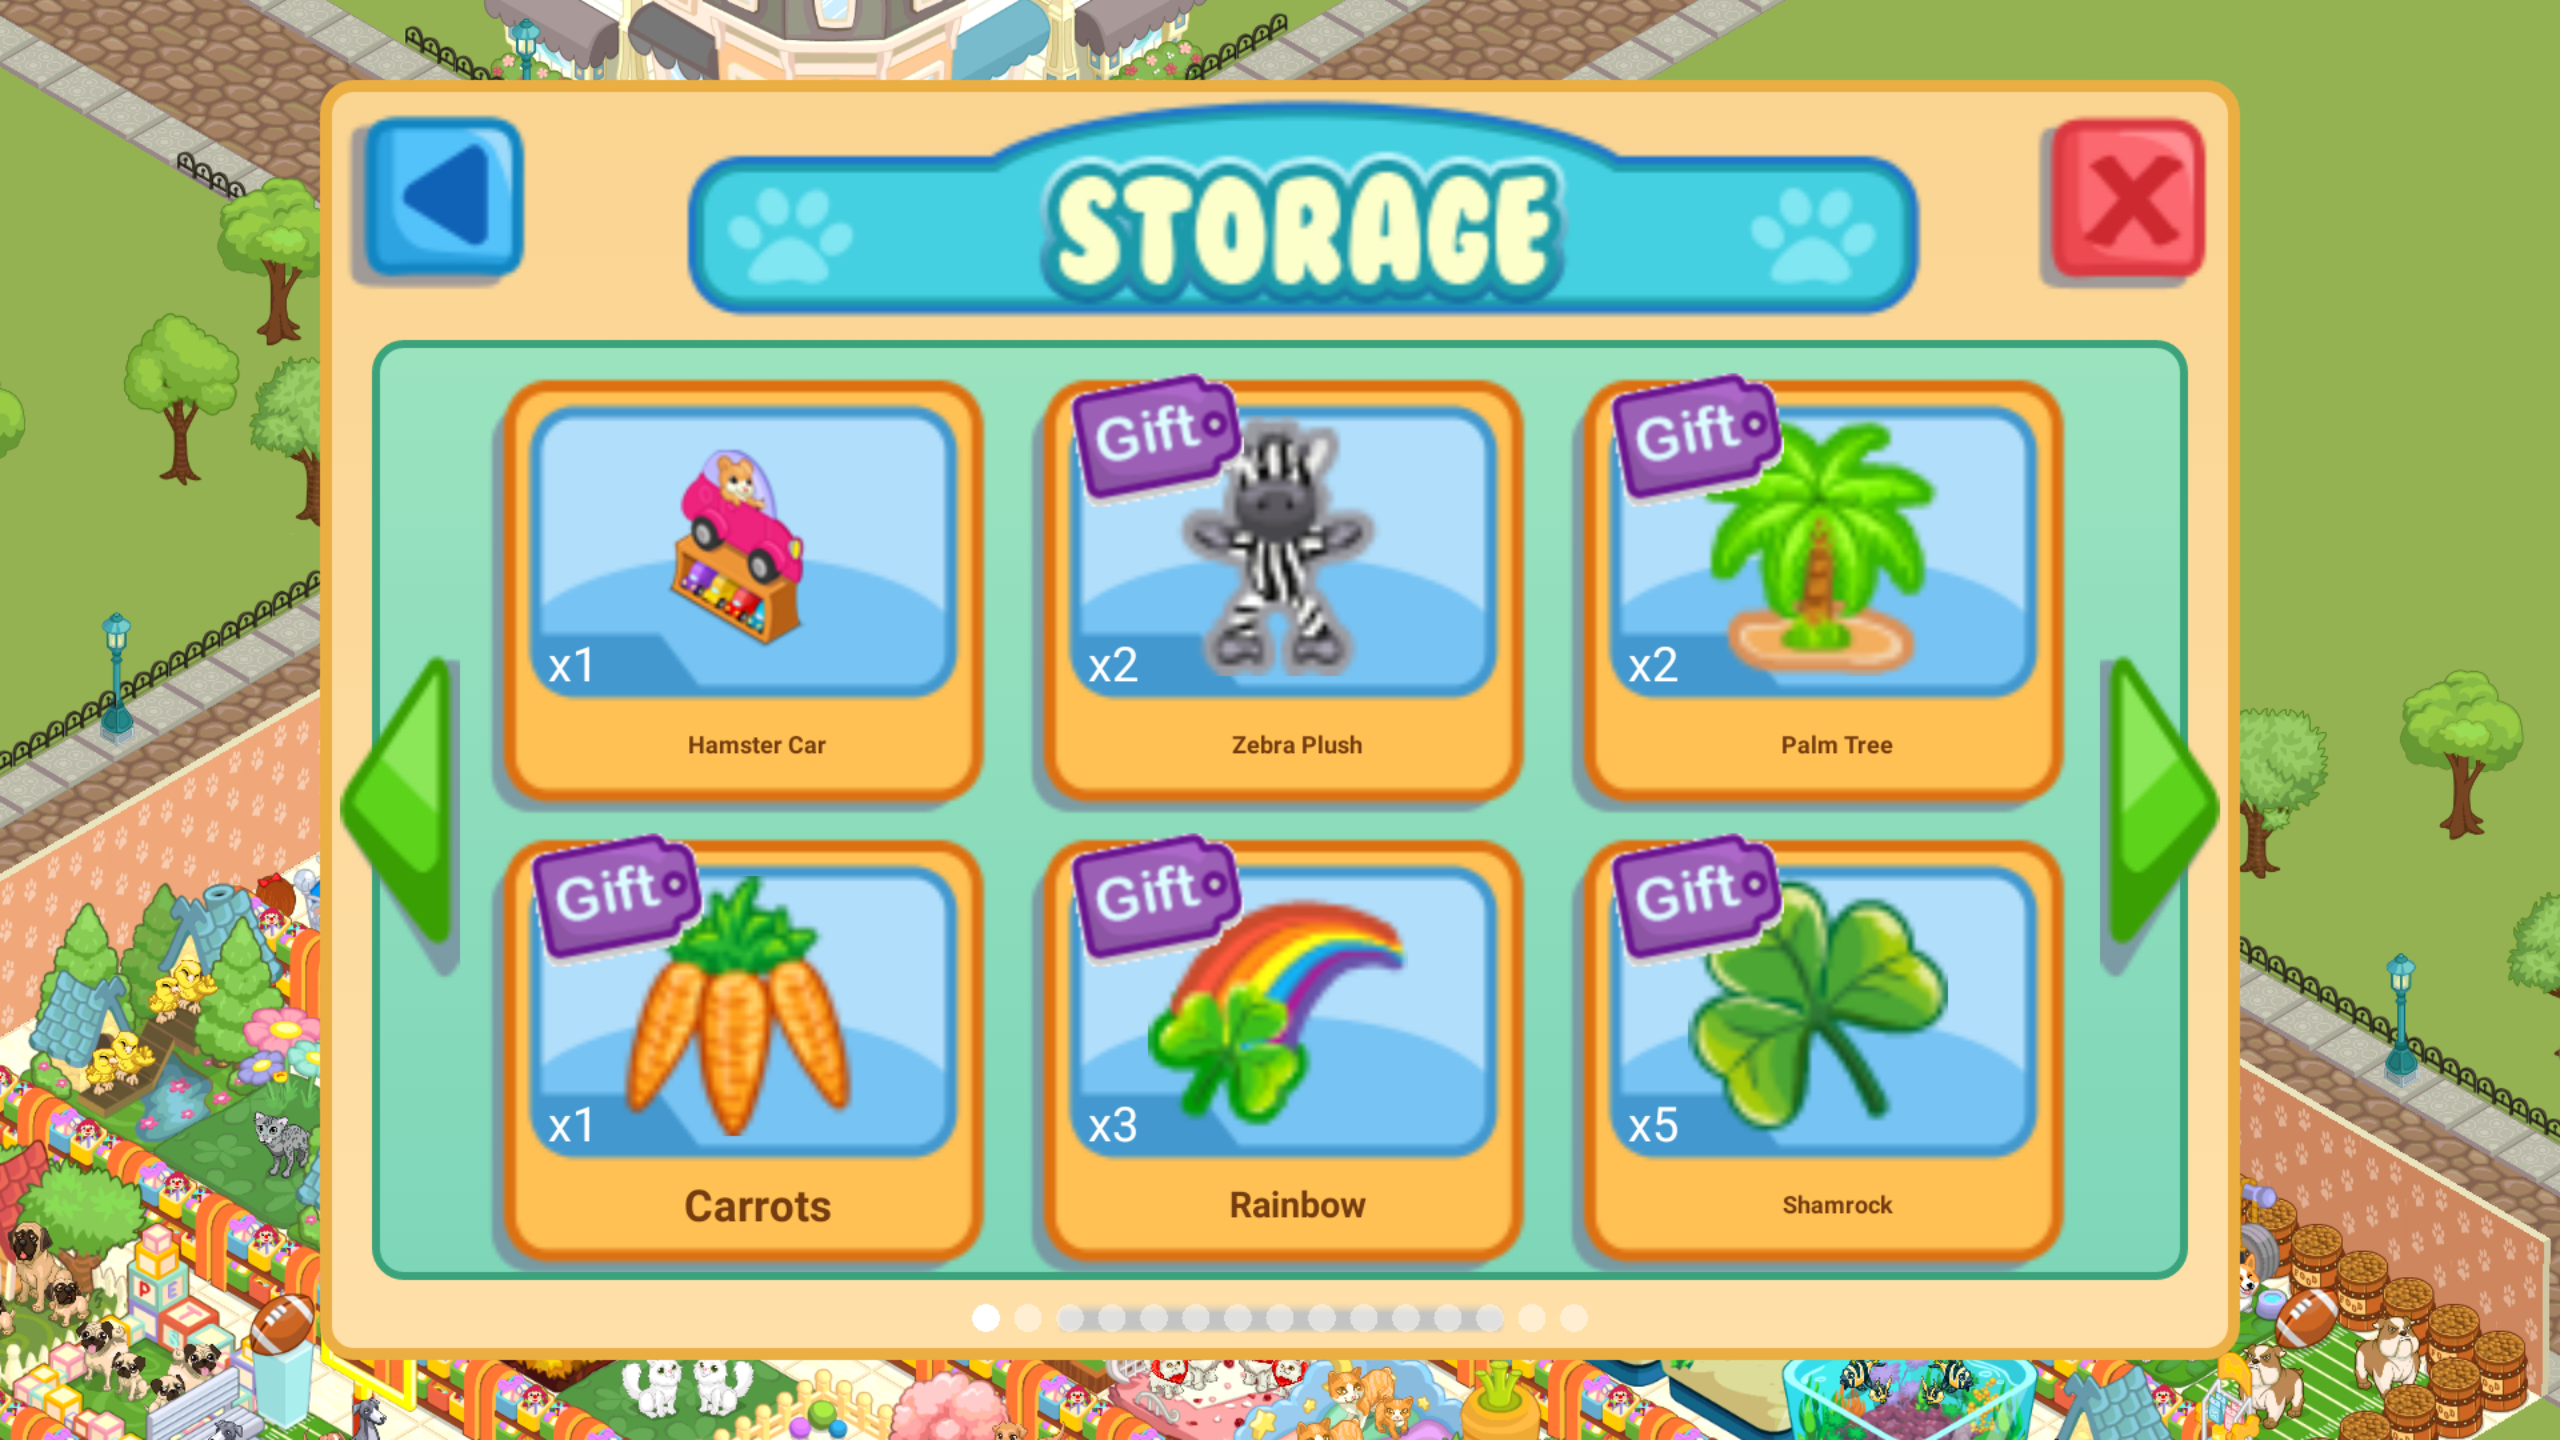 STORAGE
x1
Hamster Car
Gift
x2
Zebra Plush
Gift
x2
Palm Tree
Gift
x1
Carrots
Gift
x3
Rainbow
Gift
x5
Shamrock
P E T